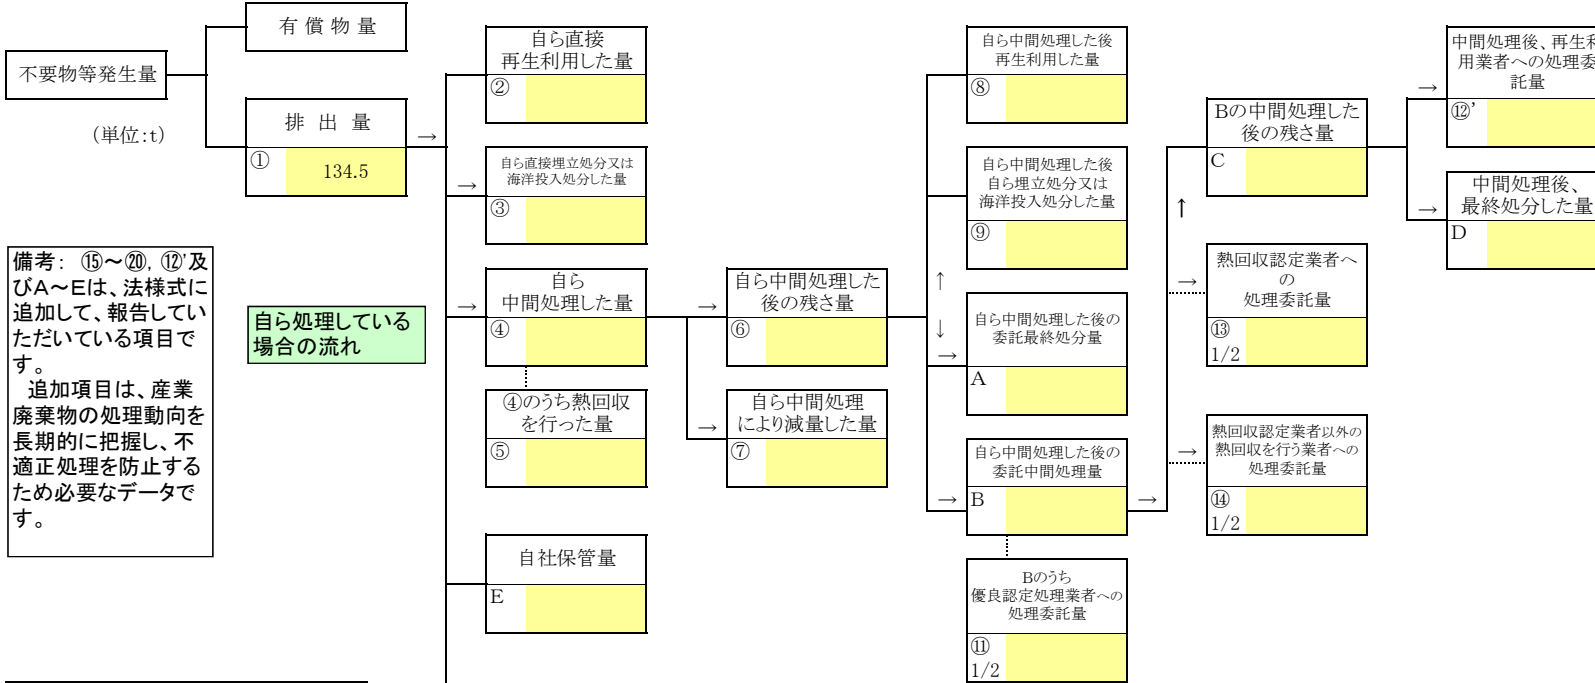 有 償 物 量
不要物等発生量
(単位:t)
排 出 量
→
①
134.5
備考: ⑮～⑳, ⑫'及
びA～Eは、法様式に
追加して、報告してい
ただいている項目で
す。
追加項目は、産業
廃棄物の処理動向を
長期的に把握し、不
適正処理を防止する
ため必要なデータで
す。
自ら処理している
場合の流れ
自ら直接
再生利用した量
②
→
自ら直接埋立処分又は
海洋投入処分した量
③
→
自ら
中間処理した量
④
④のうち熱回収
を行った量
⑤
自社保管量
E
→
自ら中間処理した
後の残さ量
⑥
→
自ら中間処理
により減量した量
⑦
自ら中間処理した後
再生利用した量
⑧
自ら中間処理した後
自ら埋立処分又は
海洋投入処分した量
⑨
↑
↓
→
自ら中間処理した後の
委託最終処分量
A
自ら中間処理した後の
委託中間処理量
→
B
→
Bのうち
優良認定処理業者への
処理委託量
⑪
1/2
↑
Bの中間処理した
後の残さ量
C
→
熱回収認定業者へ
の
処理委託量
⑬
1/2
→
熱回収認定業者以外の
熱回収を行う業者への
処理委託量
⑭
1/2
→
中間処理後、再生利
用業者への処理委
託量
⑫'
→
中間処理後、
最終処分した量
D